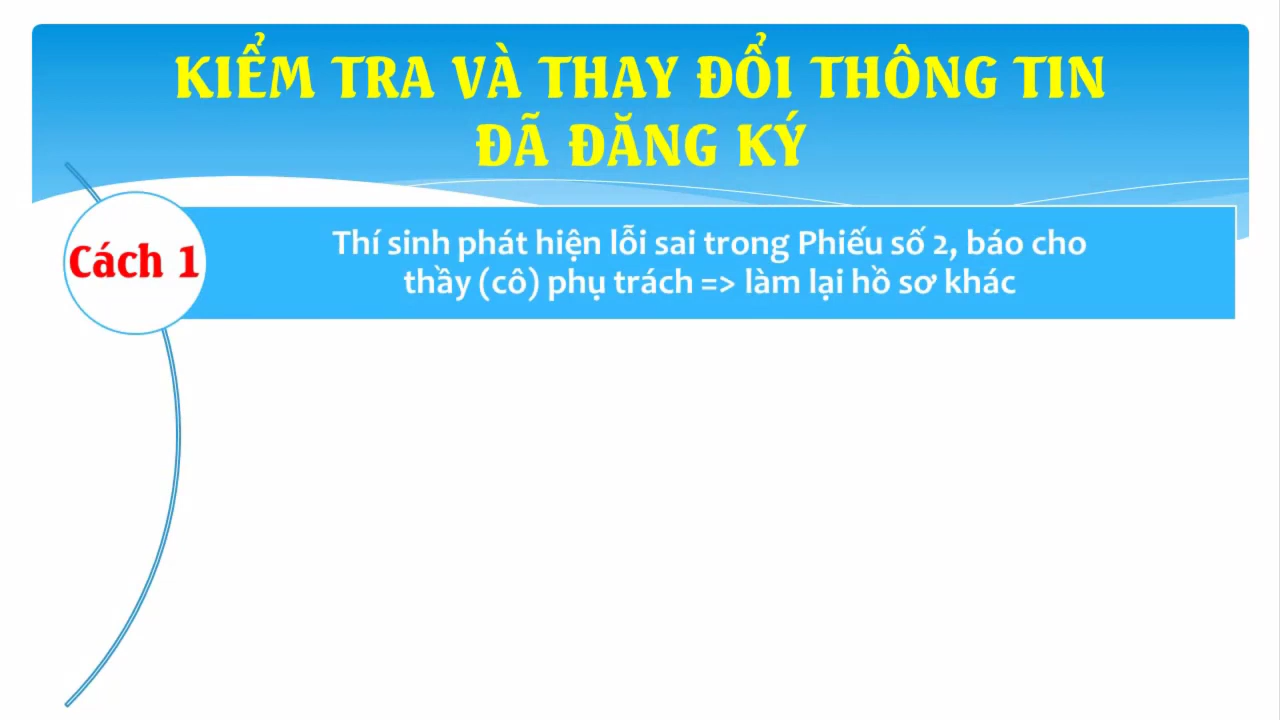 KIỂM TRA VÀ THAY ĐỔI THÔNG TIN
ĐÃ ĐĂNG KÝ
Cách 1
Thí sinh phát hiện lỗi sai trong Phiếu số 2, báo cho
thầy (cô) phụ trách => làm lại hồ sơ khác